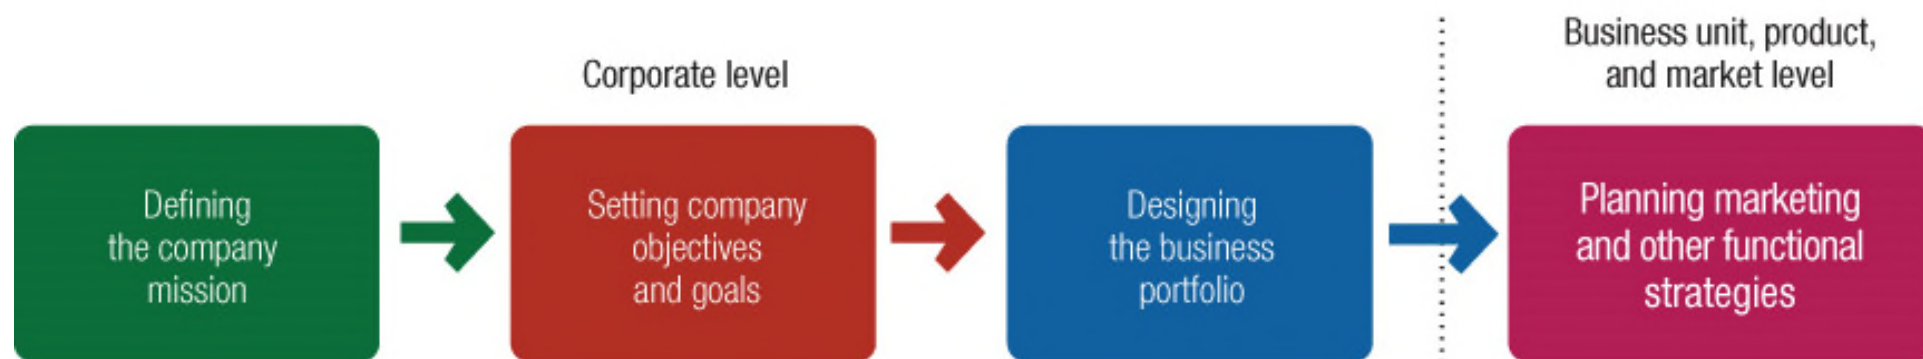 Corporate level
Business unit, product,
and market level
Defining
the company
mission
Setting company
objectives
and goals
Designing
the business
portfolio
Planning marketing
and other functional
strategies